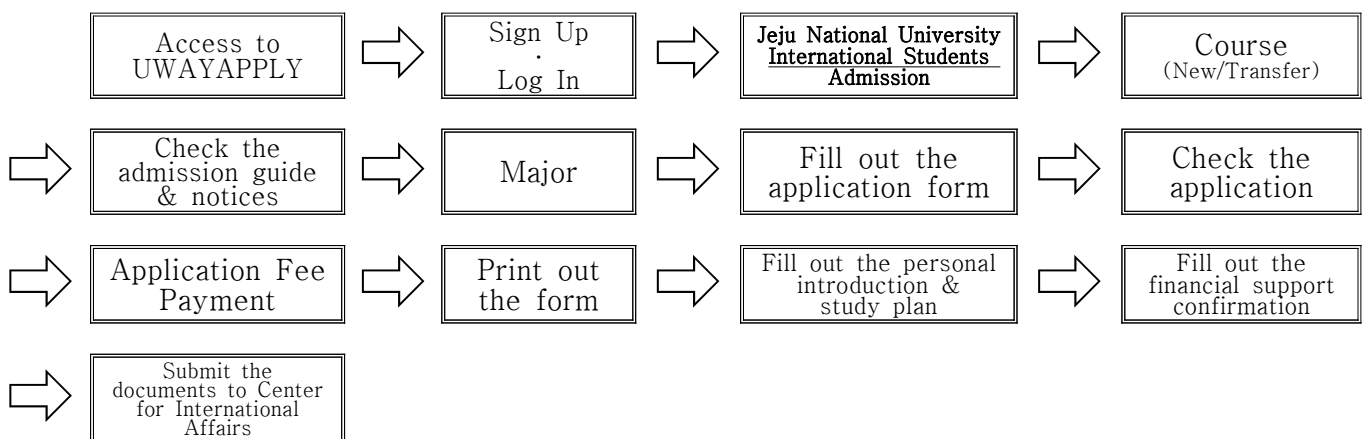 Access to
UWAYAPPLY
Sign Up
·
Log In
Jeju National University
International Students
Admission
Course
(New/Transfer)
Check the
admission guide
& notices
Major
Fill out the
application form
Check the
application
Application Fee
Payment
Print out
the form
Fill out the personal
introduction &
study plan
Fill out the
financial support
confirmation
Submit the
documents to Center
for International
Affairs